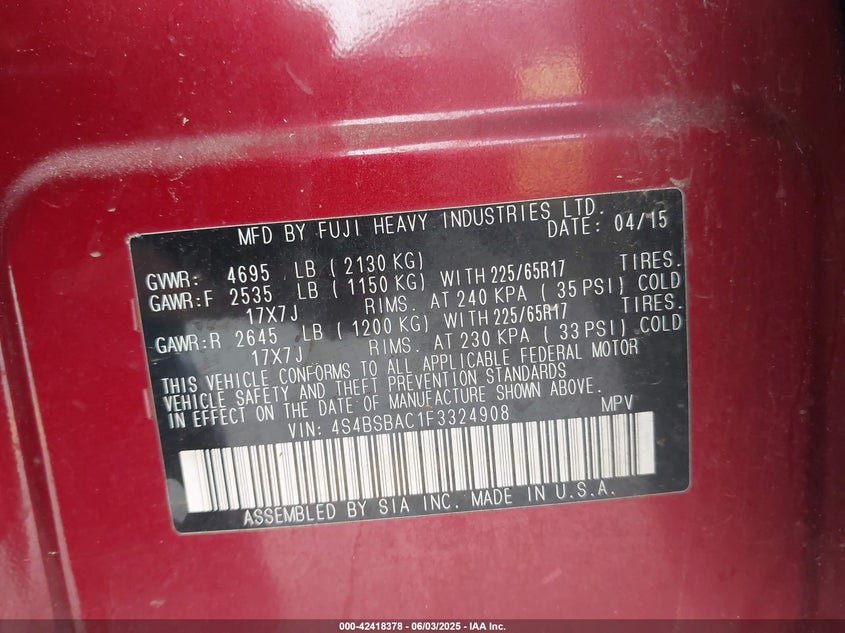 MFD BY FUJI HEAVY INDUSTRIES LTD.
DATE: 04/15
GVWR: 4695 LB ( 2130 KG)
GAWR:F 2535 LB ( 1150 KG) WITH 225/65R17 TIRES.
17X7J RIMS. AT 240 KPA ( 35 PSI) COLD
GAWR:R 2645 LB ( 1200 KG) WITH 225/65R17 TIRES.
17X7J RIMS. AT 230 KPA ( 33 PSI) COLD
THIS VEHICLE CONFORMS TO ALL APPLICABLE FEDERAL MOTOR
VEHICLE SAFETY AND THEFT PREVENTION STANDARDS
IN EFFECT ON THE DATE OF MANUFACTURE SHOWN ABOVE.
VIN: 4S4BSBAC1F3324908 MPV
ASSEMBLED BY SIA INC. MADE IN U.S.A.
000-42418378 - 06/03/2025 - IAA Inc.